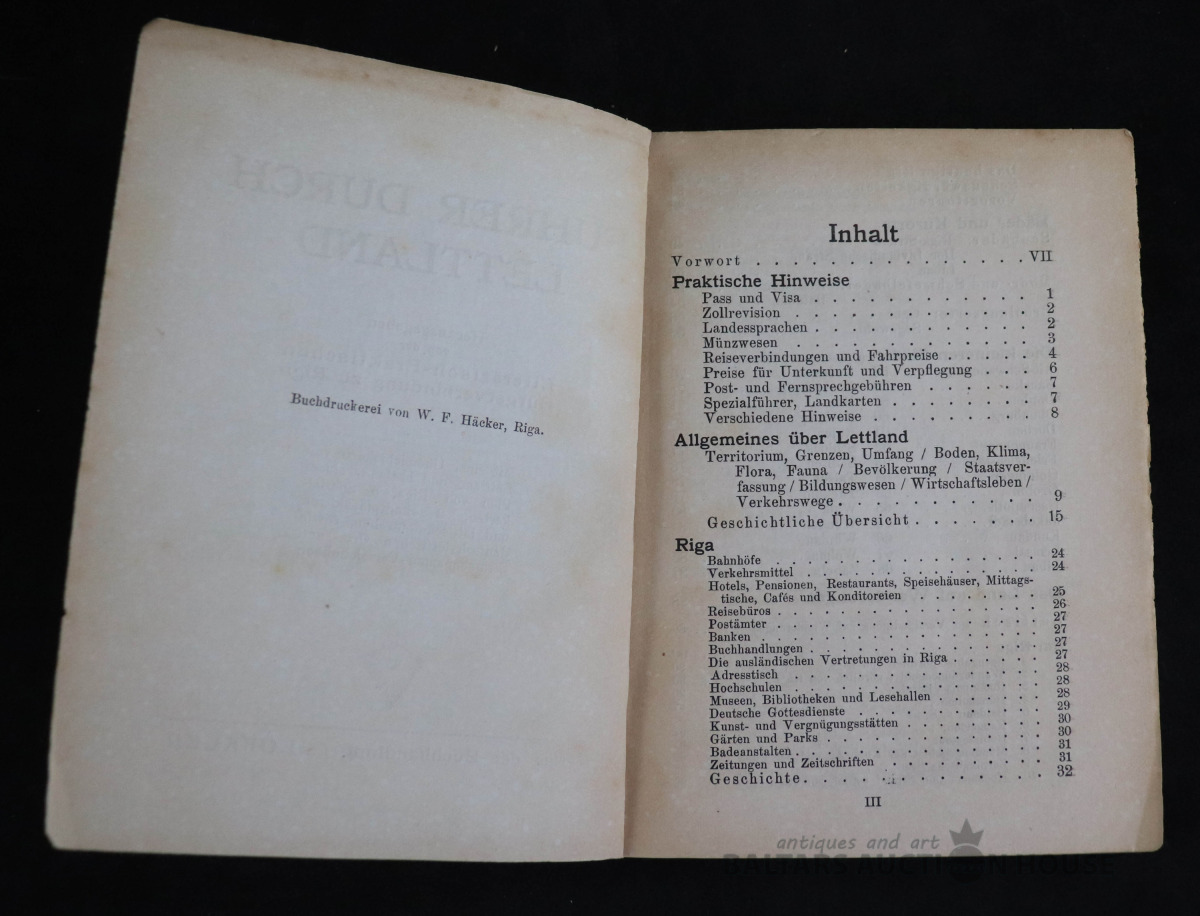 Buchdruckerei von W. F. Häcker, Riga.
Inhalt
Vorwort . . . . . . . . . . . . . . . VII
Praktische Hinweise
Pass und Visa . . . . . . . . . . . . 1
Zollrevision . . . . . . . . . . . . . 2
Landessprachen . . . . . . . . . . . . 2
Münzwesen . . . . . . . . . . . . . 3
Reiseverbindungen und Fahrpreise . . . . . 4
Preise für Unterkunft und Verpflegung . . . 6
Post- und Fernsprechgebühren . . . . . . 7
Spezialführer, Landkarten . . . . . . . . 7
Verschiedene Hinweise . . . . . . . . . 8
Allgemeines über Lettland
Territorium, Grenzen, Umfang / Boden, Klima,
Flora, Fauna / Bevölkerung / Staatsver-
fassung / Bildungswesen / Wirtschaftsleben /
Verkehrswege . . . . . . . . . . . 9
Geschichtliche Übersicht . . . . . . . 15
Riga
Bahnhöfe . . . . . . . . . . . . . . . 24
Verkehrsmittel . . . . . . . . . . . . . 24
Hotels, Pensionen, Restaurants, Speisehäuser, Mittags-
tische, Cafés und Konditoreien . . . . . . . 25
Reisebüros . . . . . . . . . . . . . . 26
Postämter . . . . . . . . . . . . . . 27
Banken . . . . . . . . . . . . . . . 27
Buchhandlungen . . . . . . . . . . . . 27
Die ausländischen Vertretungen in Riga . . . . . . 27
Adresstisch . . . . . . . . . . . . . . 28
Hochschulen . . . . . . . . . . . . . 28
Museen, Bibliotheken und Lesehallen . . . . . . 28
Deutsche Gottesdienste . . . . . . . . . . 29
Kunst- und Vergnügungsstätten . . . . . . . 30
Gärten und Parks . . . . . . . . . . . . 30
Badeanstalten . . . . . . . . . . . . . 31
Zeitungen und Zeitschriften . . . . . . . . 31
Geschichte . . . . . . . . . . . . . 32
III
antiques and art
BALTARS AUCTION HOUSE